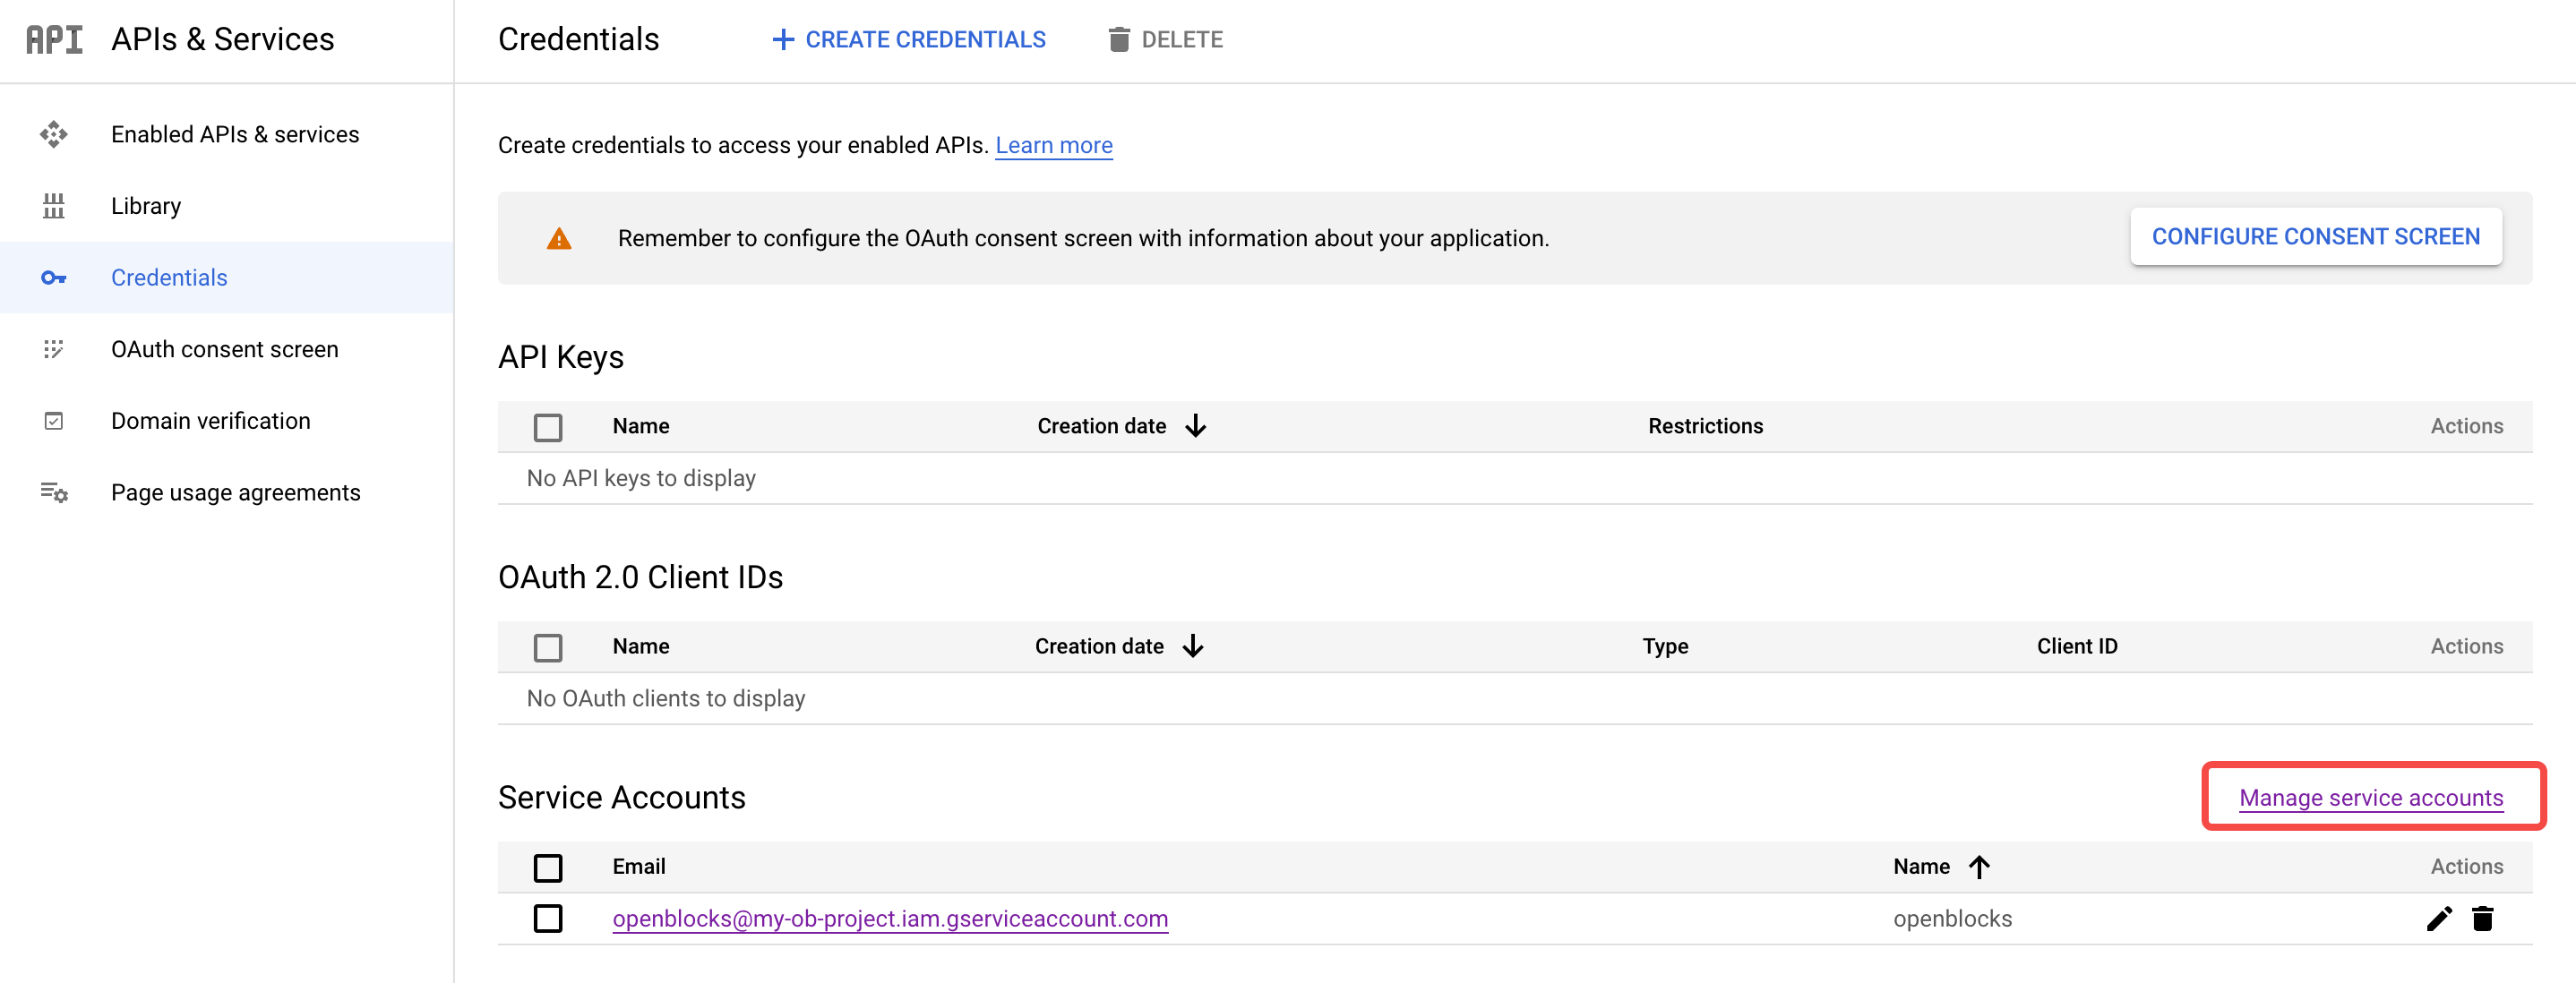 API APIs & Services
Credentials
CREATE CREDENTIALS
DELETE
Enabled APIs & services
Library
Credentials
OAuth consent screen
Domain verification
Page usage agreements
Create credentials to access your enabled APIs. Learn more
Remember to configure the OAuth consent screen with information about your application.
CONFIGURE CONSENT SCREEN
API Keys
Name Creation date Restrictions Actions
No API keys to display
OAuth 2.0 Client IDs
Name Creation date Type Client ID Actions
No OAuth clients to display
Service Accounts
Manage service accounts
Email Name Actions
openblocks@my-ob-project.iam.gserviceaccount.com openblocks